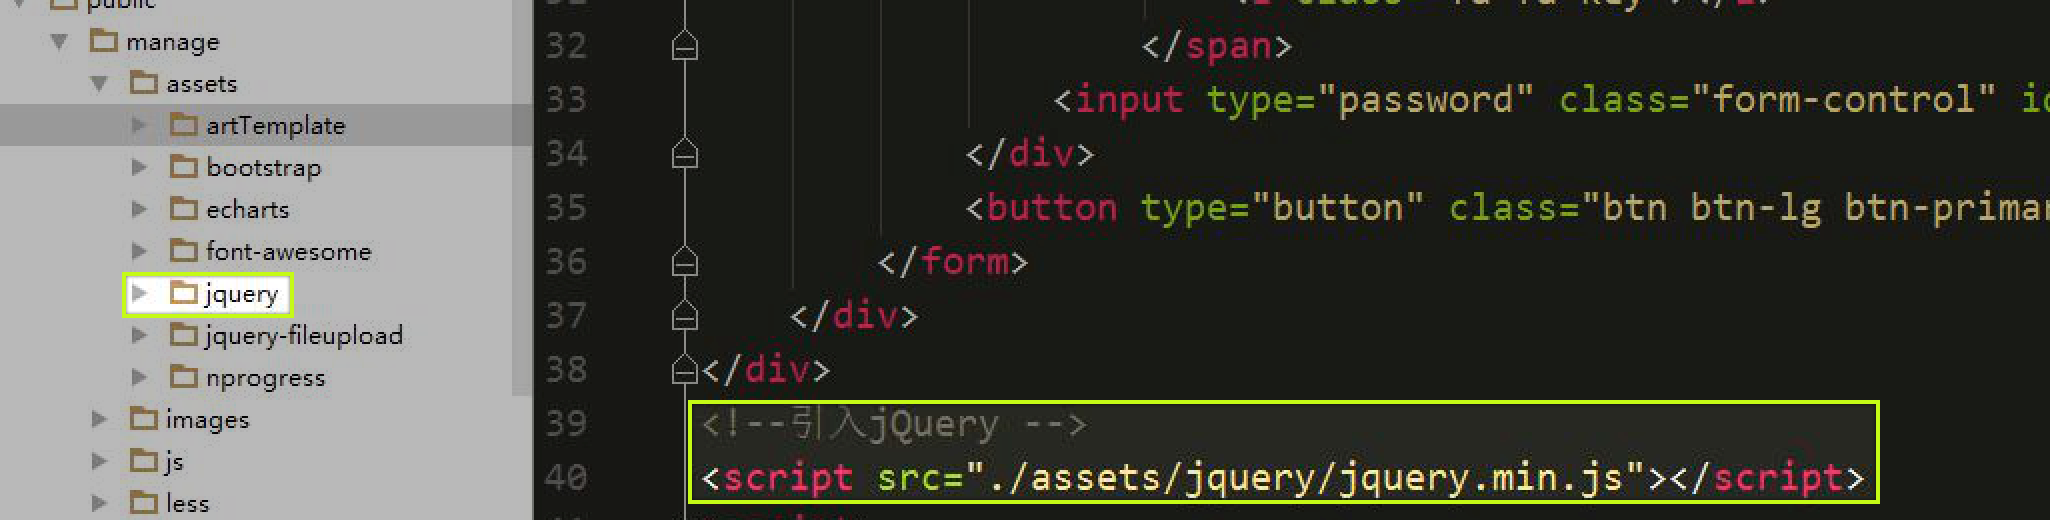 public
manage
assets
artTemplate
bootstrap
echarts
font-awesome
jquery
jquery-fileupload
nprogress
images
js
less
32 </span>
33 <input type="password" class="form-control"
34 </div>
35 <button type="button" class="btn btn-lg
36 </form>
37 </div>
38 </div>
39 <!--引入jQuery -->
40 <script src="./assets/jquery/jquery.min.js"></script>